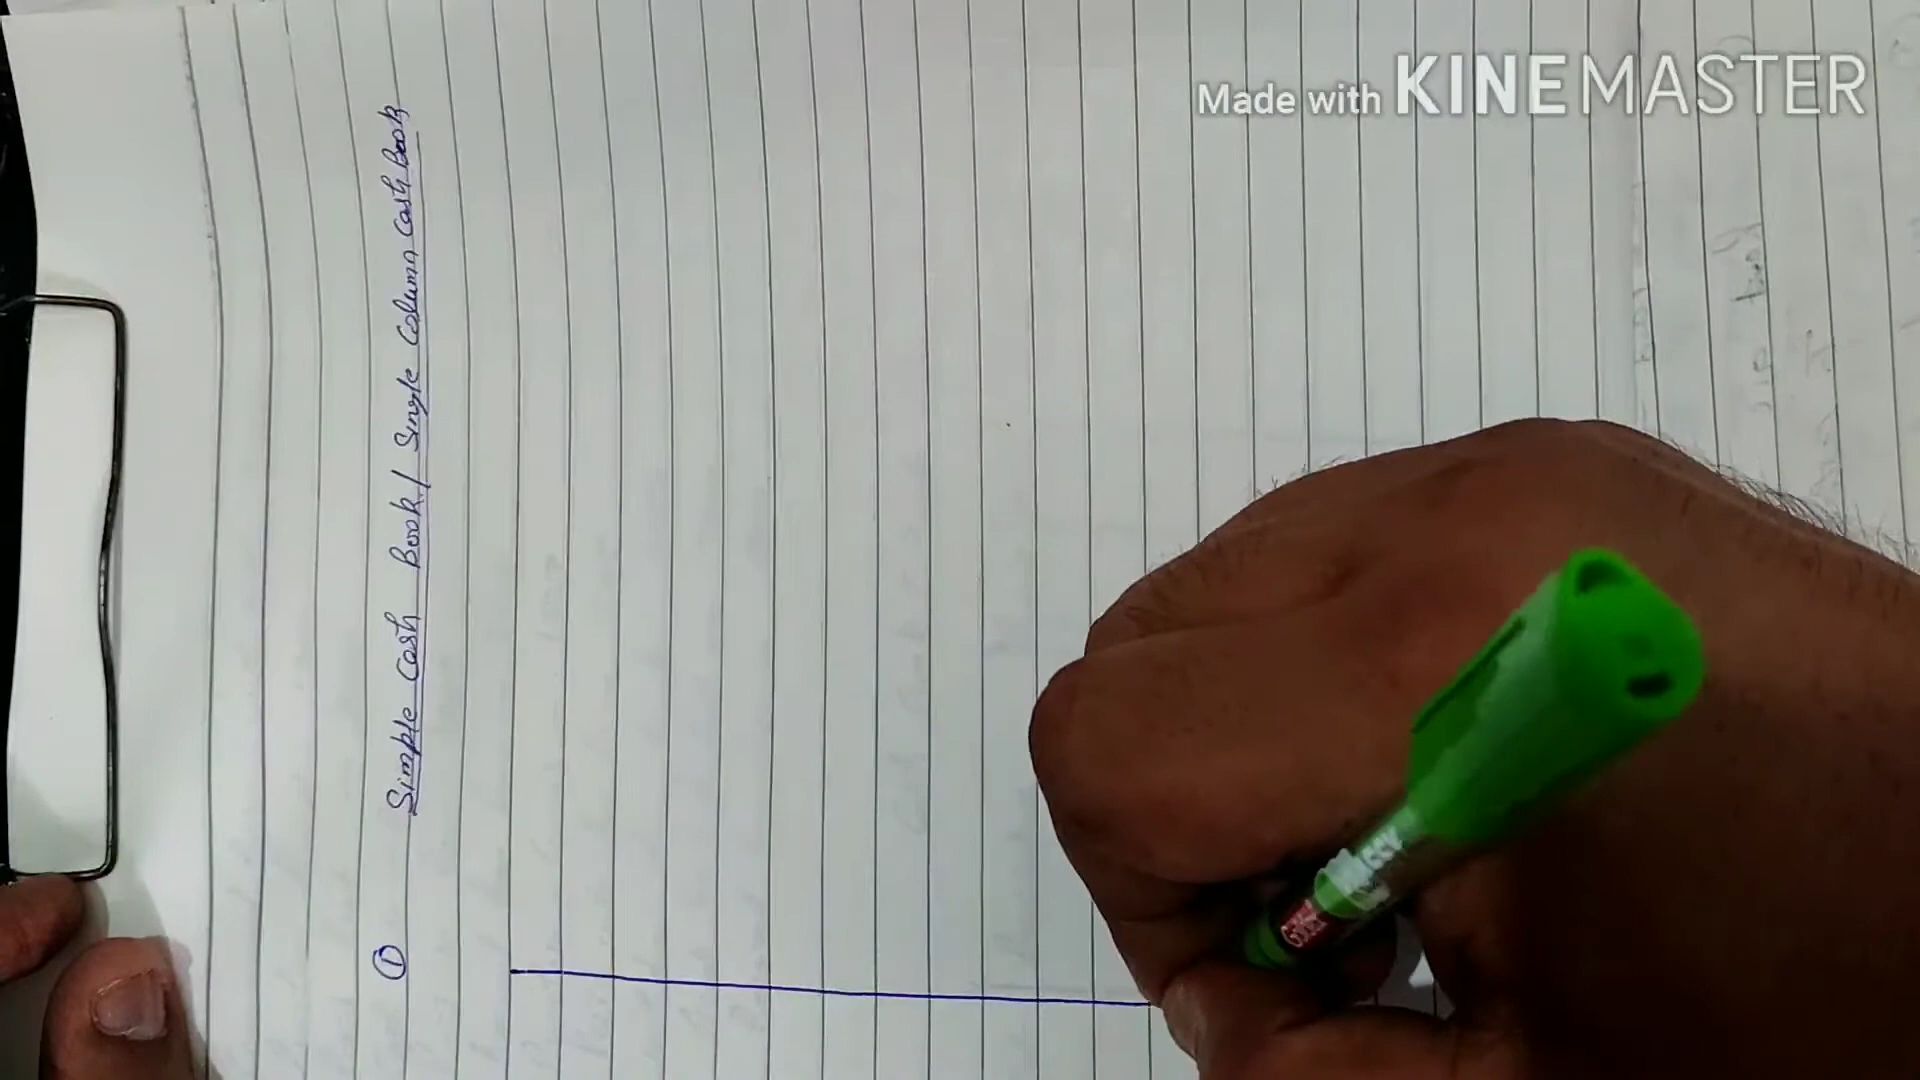 Made with KINEMASTER
① Simple Cash Book / Single Column Cash Book